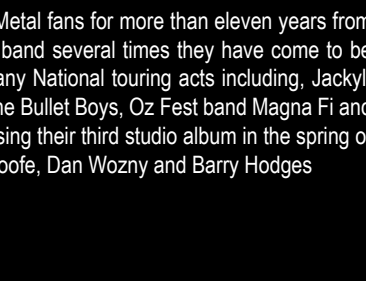 Metal fans for more than eleven years from
band several times they have come to be
any National touring acts including, Jackyl
he Bullet Boys, Oz Fest band Magna Fi and
sing their third studio album in the spring o
oofe, Dan Wozny and Barry Hodges